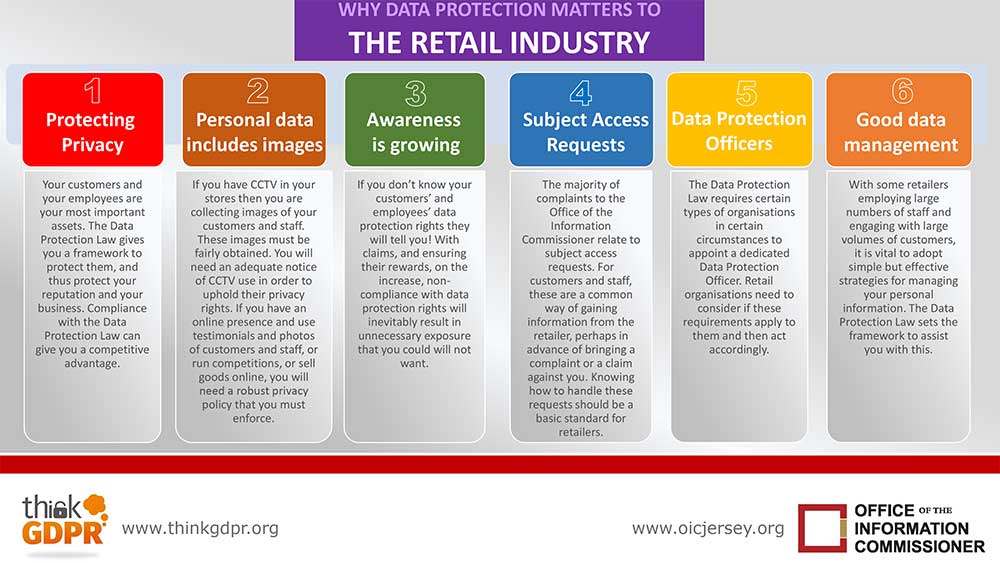 WHY DATA PROTECTION MATTERS TO
THE RETAIL INDUSTRY
1
Protecting
Privacy
Your customers and
your employees are
your most important
assets. The Data
Protection Law gives
you a framework to
protect them, and
thus protect your
reputation and your
business. Compliance
with the Data
Protection Law can
give you a competitive
advantage.
2
Personal data
includes images
If you have CCTV in your
stores then you are
collecting images of your
customers and staff.
These images must be
fairly obtained. You will
need an adequate notice
of CCTV use in order to
uphold their privacy
rights. If you have an
online presence and use
testimonials and photos
of customers and staff, or
run competitions, or sell
goods online, you will
need a robust privacy
policy that you must
enforce.
3
Awareness
is growing
If you don’t know your
customers’ and
employees’ data
protection rights they
will tell you! With
claims, and ensuring
their rewards, on the
increase, non-
compliance with data
protection rights will
inevitably result in
unnecessary exposure
that you could will not
want.
4
Subject Access
Requests
The majority of
complaints to the
Office of the
Information
Commissioner relate to
subject access
requests. For
customers and staff,
these are a common
way of gaining
information from the
retailer, perhaps in
advance of bringing a
complaint or a claim
against you. Knowing
how to handle these
requests should be a
basic standard for
retailers.
5
Data Protection
Officers
The Data Protection
Law requires certain
types of organisations
in certain
circumstances to
appoint a dedicated
Data Protection
Officer. Retail
organisations need to
consider if these
requirements apply to
them and then act
accordingly.
6
Good data
management
With some retailers
employing large
numbers of staff and
engaging with large
volumes of customers,
it is vital to adopt
simple but effective
strategies for managing
your personal
information. The Data
Protection Law sets the
framework to assist
you with this.
think
GDPR
www.thinkgdpr.org
www.oicjersey.org
OFFICE OF THE
INFORMATION
COMMISSIONER